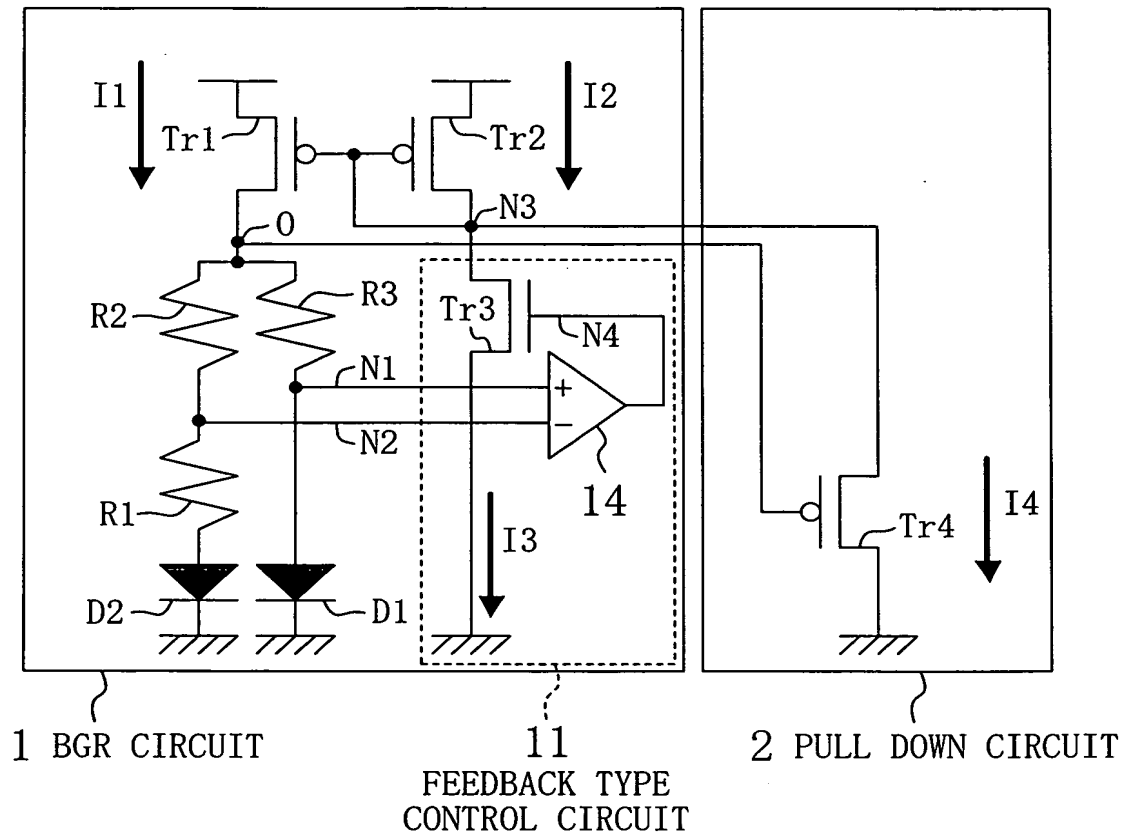 I1
I2
Tr1
Tr2
O
N3
R2
R3
Tr3
N4
N1
+
N2
−
R1
14
Tr4
I4
I3
D2
D1
1 BGR CIRCUIT
11
FEEDBACK TYPE
CONTROL CIRCUIT
2 PULL DOWN CIRCUIT